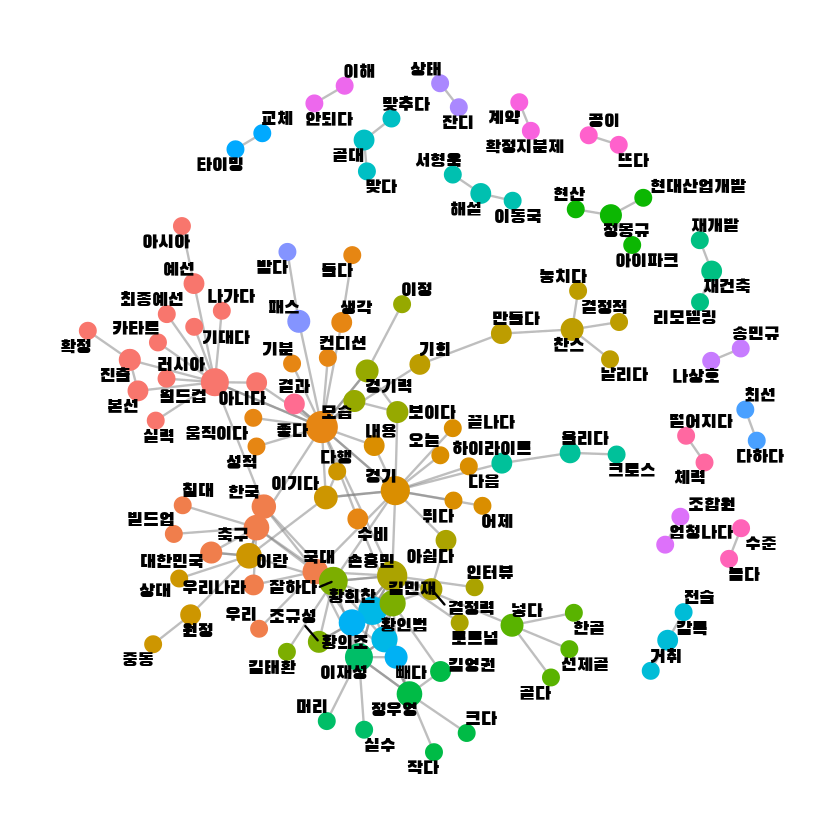 이해
상태
안되다
맞추다
교체
타이밍
곧대
맞다
잔디
계약
확정지분제
끙이
뜨다
서형욱
해설
이동국
현산
현대산업개발
정몽규
아이파크
재개발
재건축
리모델링
송민규
나상호
최선
다하다
떨어지다
체력
조합원
엄청나다
수준
높다
전술
갈락
거취
아시아
예선
최종예선
나가다
카타르
기대다
확정
진출
러시아
본선
월드컵
아니다
실력
밟다
패스
들다
생각
이정
기분
컨디션
결과
모습
좋다
움직이다
성적
경기력
보이다
기회
만들다
놓치다
결정적
찬스
날리다
내용
오늘
끝나다
하이라이트
다음
올리다
크로스
다행
경기
이기다
뛰다
어제
수비
침대
한국
빌드업
축구
대한민국
이란
상대
우리나라
우리
원정
중동
국대
잘하다
손흥민
아쉽다
황희찬
김민재
인터뷰
결정력
토트넘
조규성
황의조
황인범
김태환
이재성
빼다
김영권
넣다
한골
선제골
골다
머리
실수
정우영
크다
작다